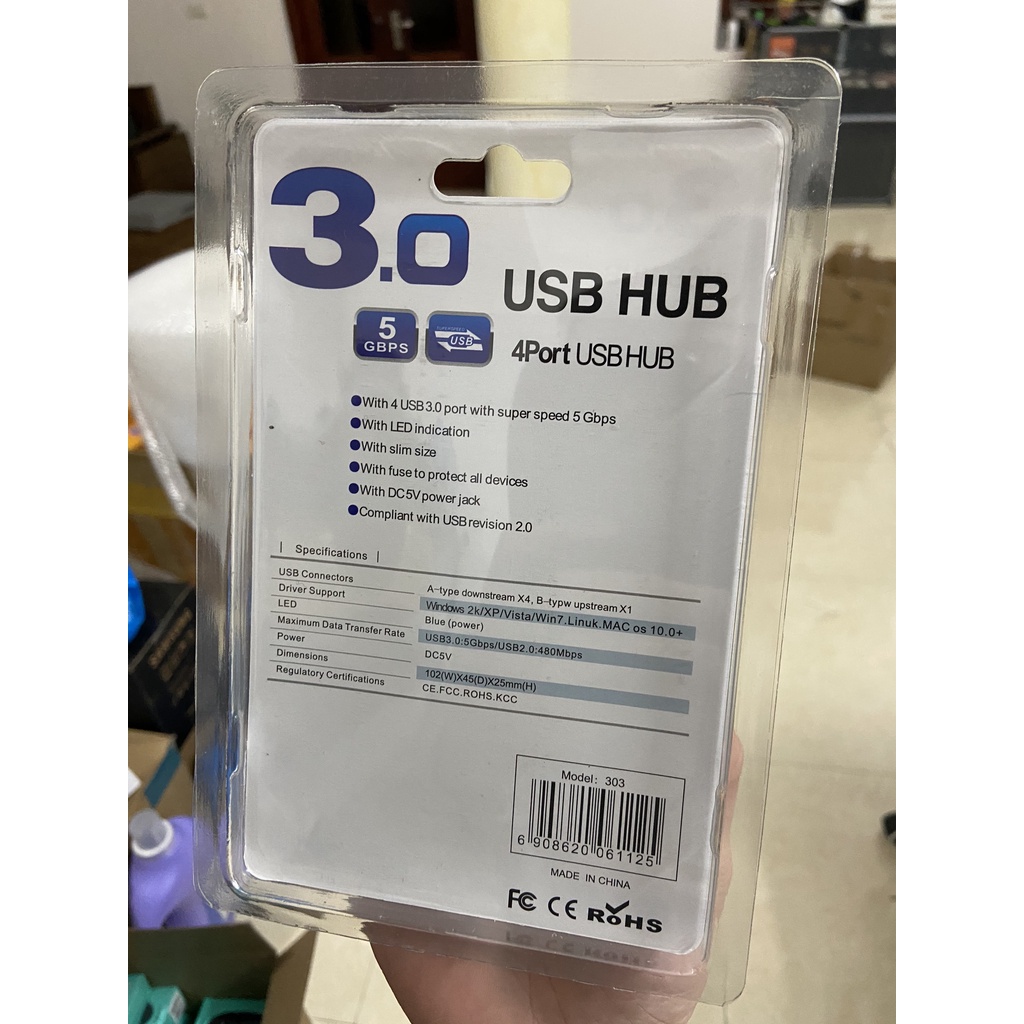 3.0
USB HUB
5
GBPS
SUPERSPEED
USB
4Port USB HUB
With 4 USB3.0 port with super speed 5 Gbps
With LED indication
With slim size
With fuse to protect all devices
With DC5V power jack
Compliant with USB revision 2.0
Specifications
USB Connectors A-type downstream X4, B-typw upstream X1
Driver Support Windows 2k/XP/Vista/Win7.Linuk.MAC os 10.0+
LED Blue (power)
Maximum Data Transfer Rate USB3.0:5Gbps/USB2.0:480Mbps
Power DC5V
Dimensions 102(W)X45(D)X25mm(H)
Regulatory Certifications CE.FCC.ROHS.KCC
Model: 303
6 908620 061125
MADE IN CHINA
FC CE RoHS